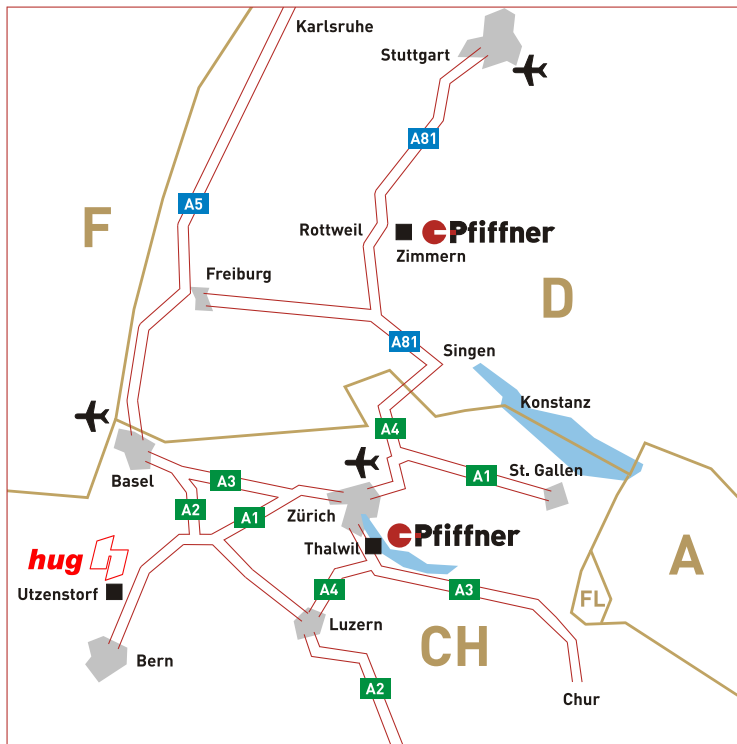 Karlsruhe
Stuttgart
A81
A5
F
Rottweil
Pfiffner
Zimmern
Freiburg
D
A81
Singen
Konstanz
A4
Basel
A3
A1
St. Gallen
A2
A1
Zürich
Pfiffner
Thalwil
hug
Utzenstorf
A4
A3
A
FL
Luzern
CH
Bern
A2
Chur